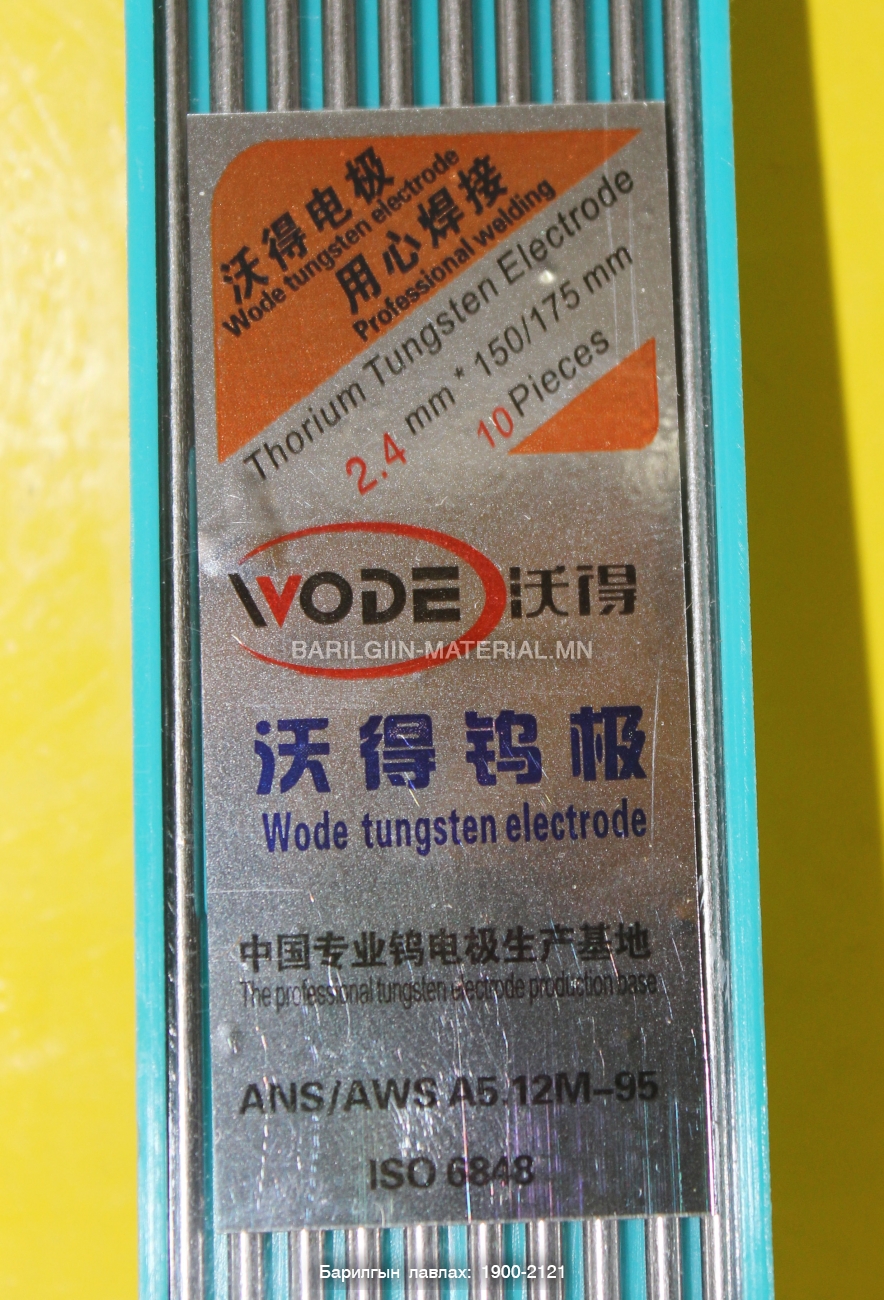 沃得电极
Wode tungsten electrode
用心焊接
Professional welding
Thorium Tungsten Electrode
2.4 mm * 150/175 mm
10 Pieces
WODE 沃得
BARILGIIN-MATERIAL.MN
沃得钨极
Wode tungsten electrode
中国专业钨电极生产基地
The professional tungsten electrode production base
ANS/AWS A5.12M-95
ISO 6848
Барилгын лавлах: 1900-2121